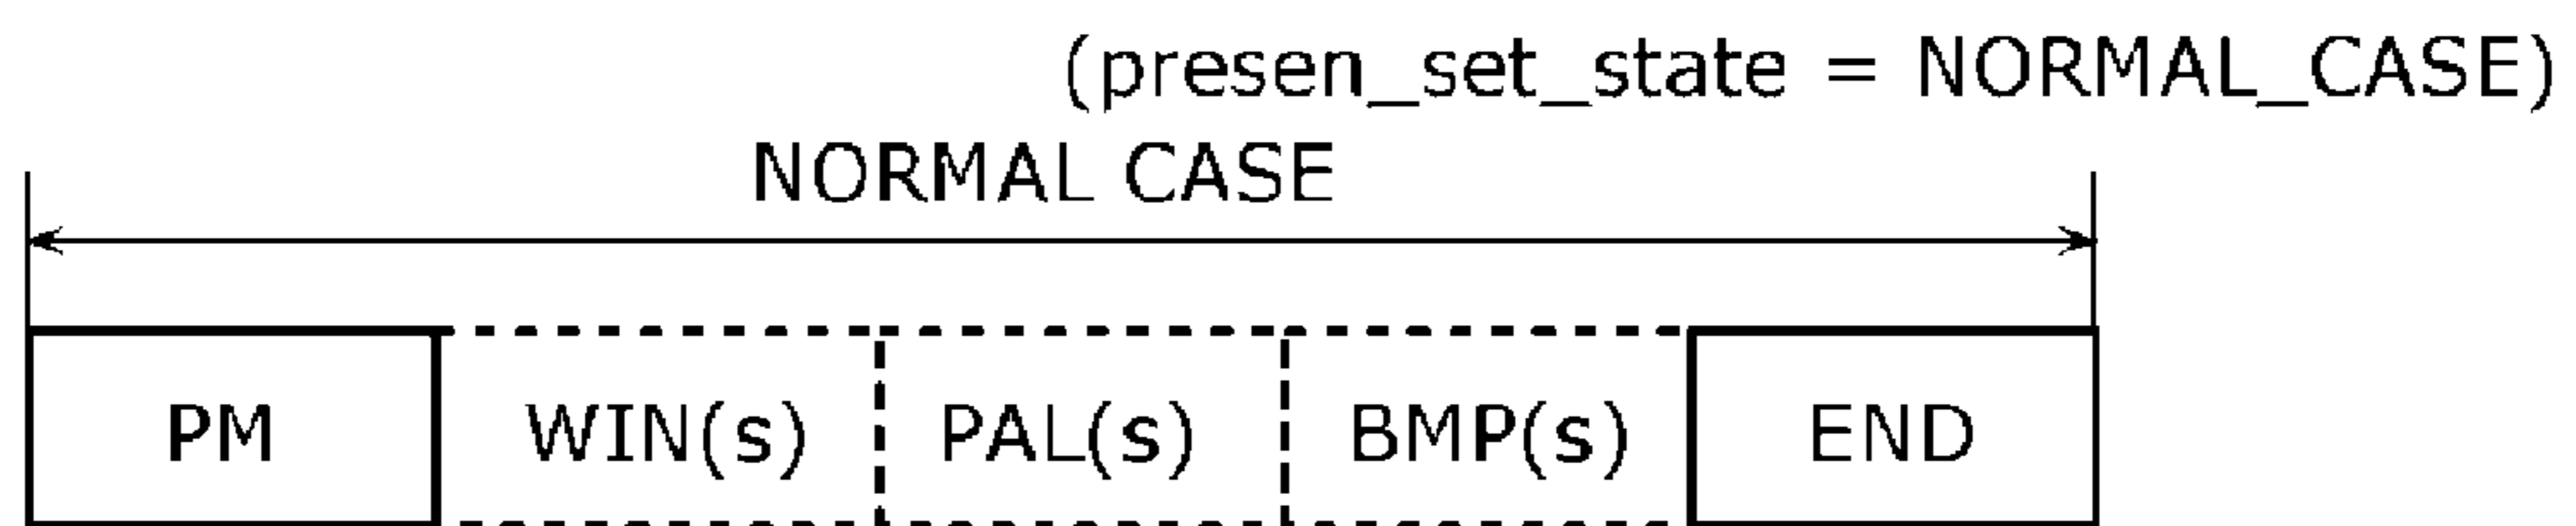 (presen_set_state = NORMAL_CASE)
NORMAL CASE
PM WIN(s) PAL(s) BMP(s) END